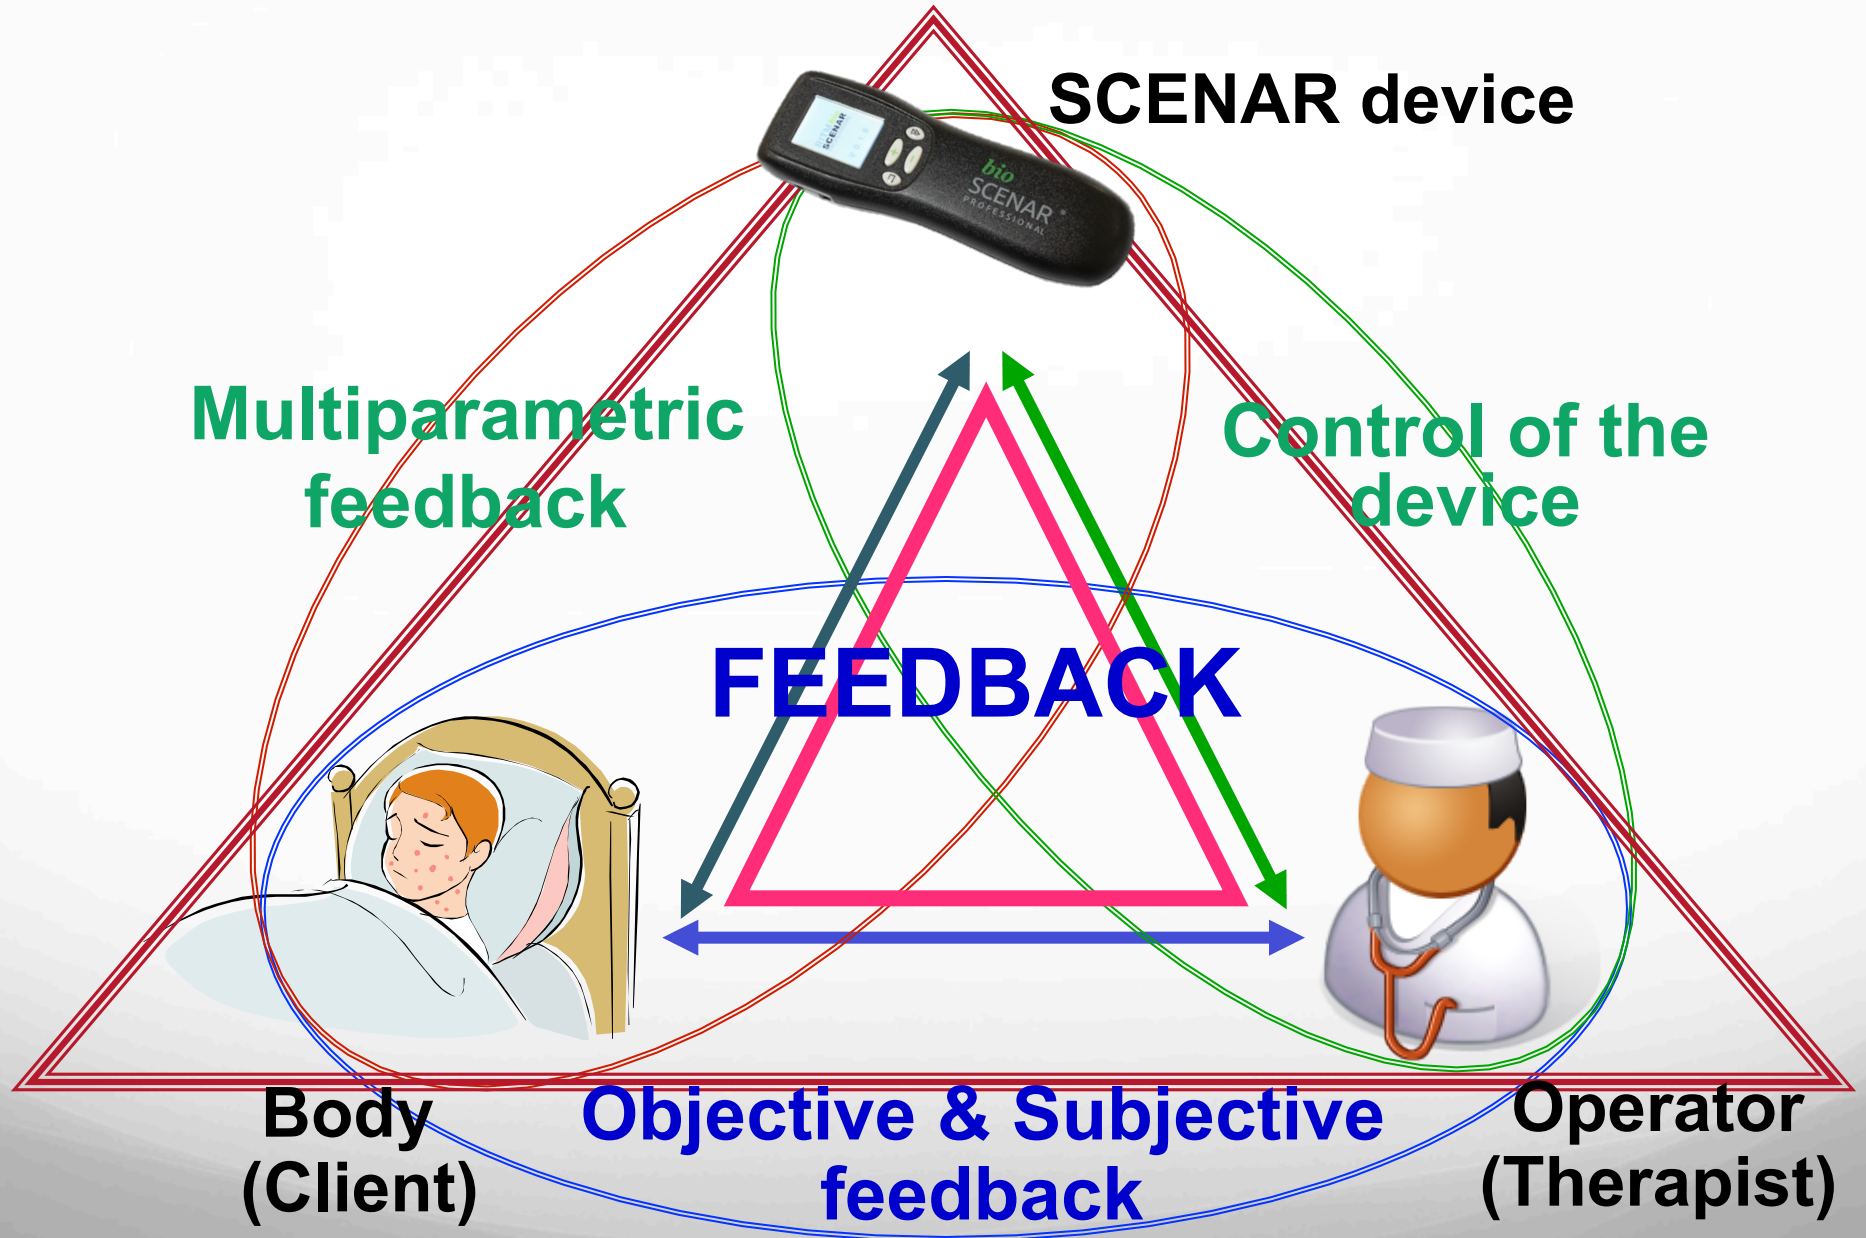 SCENAR device
SCENAR
bio
SCENAR
PROFESSIONAL
Multiparametric
feedback
Control of the
device
FEEDBACK
Body
(Client)
Objective & Subjective
feedback
Operator
(Therapist)